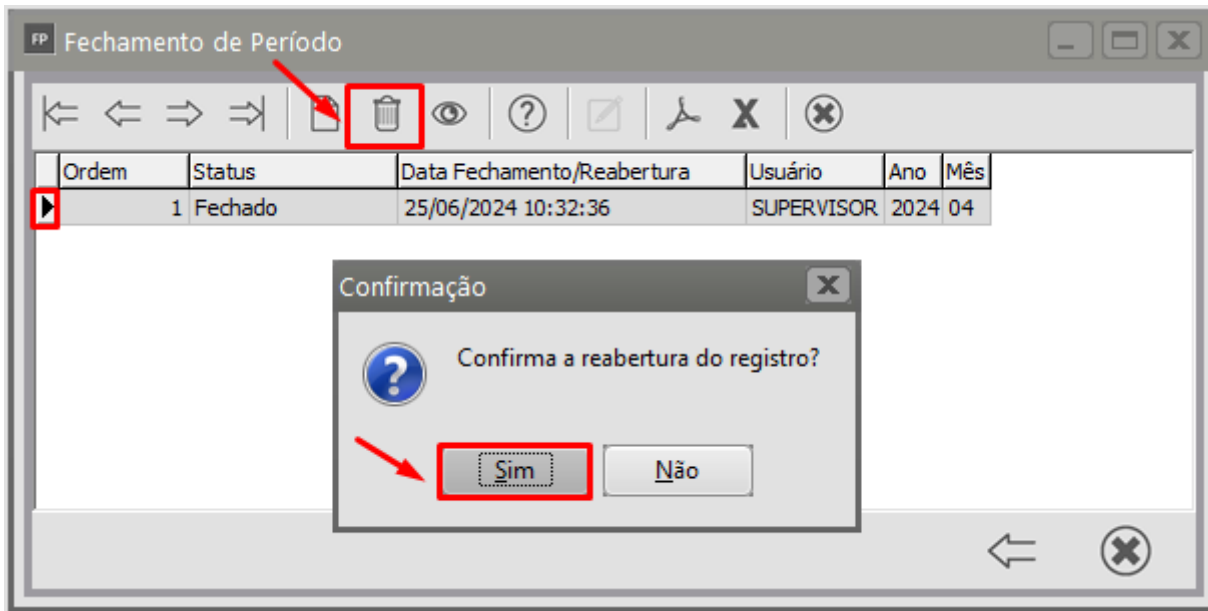 FP Fechamento de Período
Ordem Status Data Fechamento/Reabertura Usuário Ano Mês
1 Fechado 25/06/2024 10:32:36 SUPERVISOR 2024 04
Confirmação
Confirma a reabertura do registro?
Sim Não